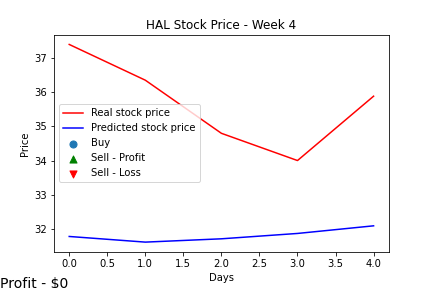 HAL Stock Price - Week 4
Price
37
36
35
34
33
32
Real stock price
Predicted stock price
Buy
Sell - Profit
Sell - Loss
0.0 0.5 1.0 1.5 2.0 2.5 3.0 3.5 4.0
Days
Profit - $0